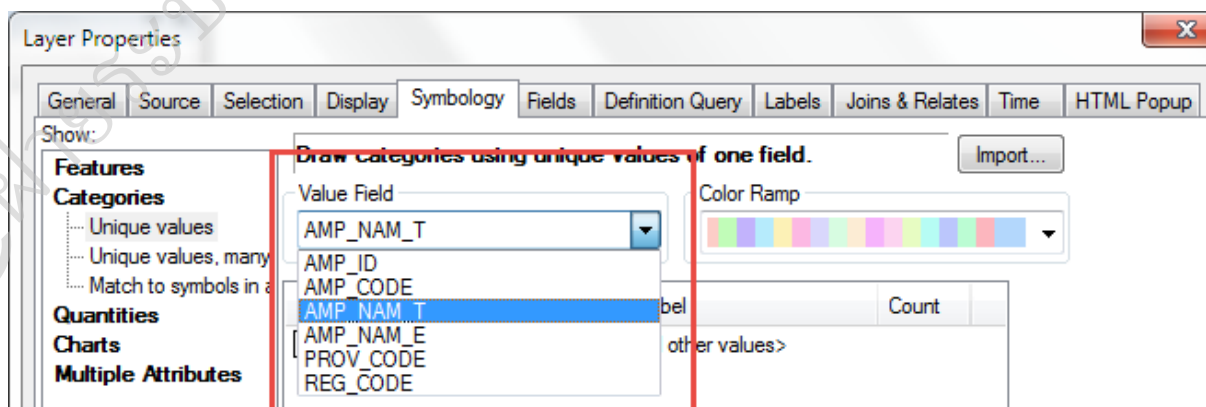 Layer Properties
General Source Selection Display Symbology Fields Definition Query Labels Joins & Relates Time HTML Popup
Show:
Features
Categories
Unique values
Unique values, many
Match to symbols in a
Quantities
Charts
Multiple Attributes
Draw categories using unique values of one field.
Import...
Value Field
AMP_NAM_T
AMP_ID
AMP_CODE
AMP_NAM_T
AMP_NAM_E
PROV_CODE
REG_CODE
Color Ramp
bel Count
other values>